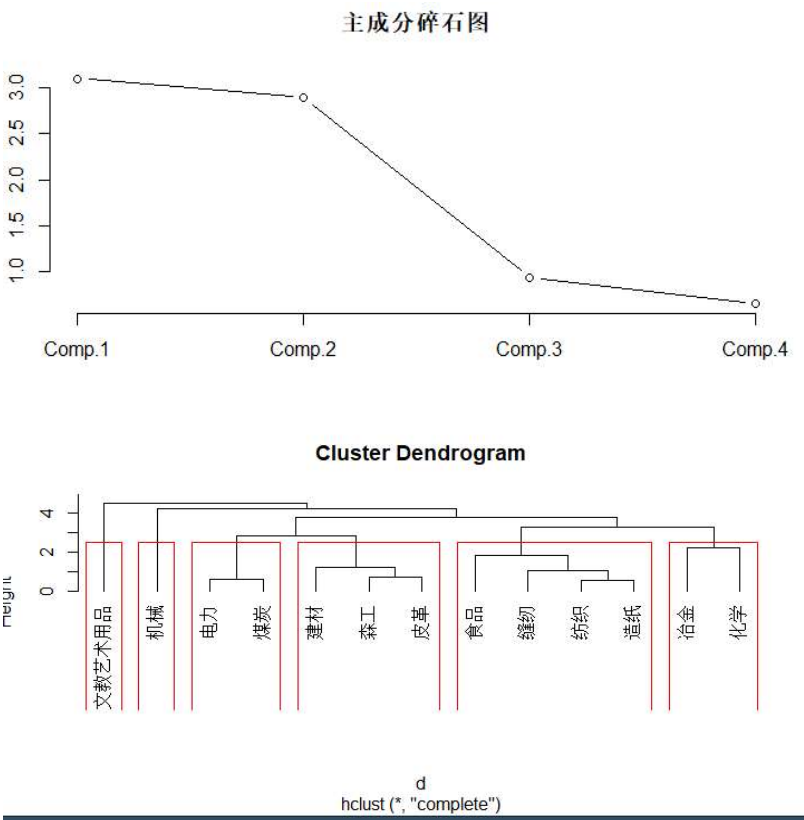 主成分碎石图
3.0
2.5
2.0
1.5
1.0
Comp.1 Comp.2 Comp.3 Comp.4
Cluster Dendrogram
Height
4
2
0
文教艺术用品 机械 电力 煤炭 建材 森工 皮革 食品 缝纫 纺织 造纸 冶金 化学
d
hclust (*, "complete")